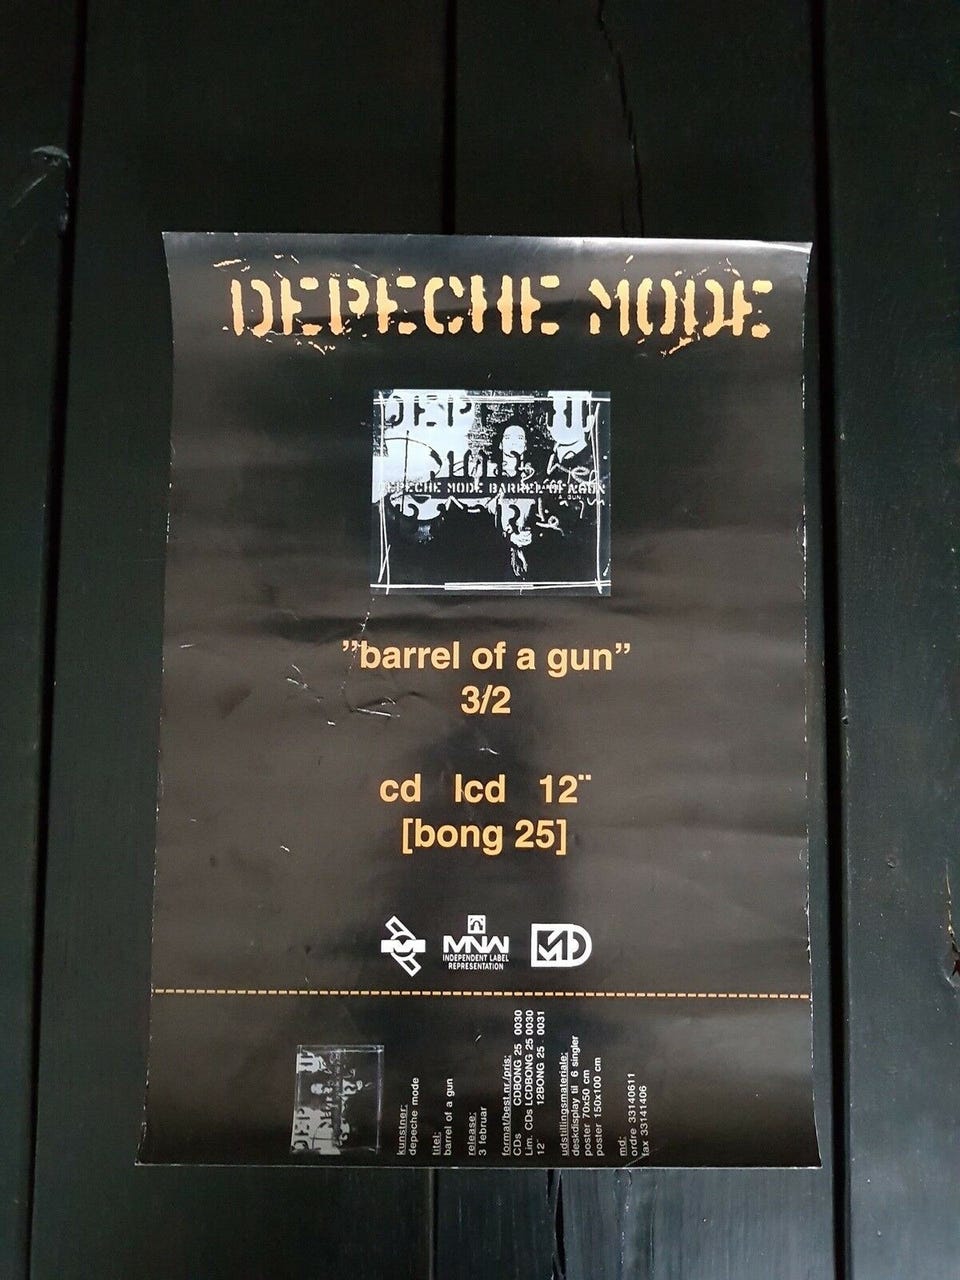 DEPECHE MODE
DEPECHE MODE BARREL OF A GUN
”barrel of a gun”
3/2
cd lcd 12¨
[bong 25]
MNW
INDEPENDENT LABEL
REPRESENTATION
MD
kunstner:
depeche mode
titel:
barrel of a gun
release:
3 februar
format/best.nr/pris:
CDs CDBONG 25 0030
Lim. CDs LCDBONG 25 0030
12¨ 12BONG 25 0031
udstillingsmateriale:
deskdisplay til 6 singler
poster 70x50 cm
poster 150x100 cm
md:
ordre 33140611
fax 33141406